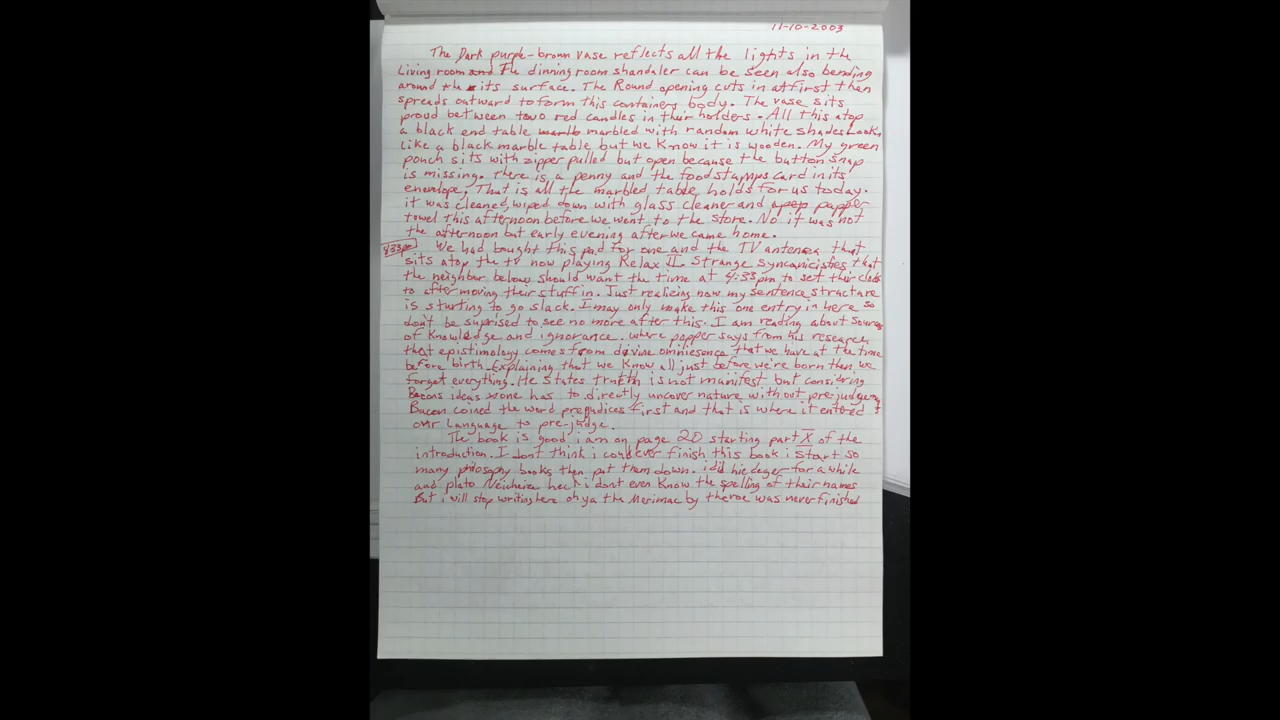 11-10-2003
The Dark purple-brown vase reflects all the lights in the
Living room and The dinning room shandaler can be seen also bending
around the its surface. The Round opening cuts in at first then
spreads outward to form this containers body. The vase sits
proud between two red candles in their holders. All this atop
a black end table marb marbled with random white shades Looks
Like a black marble table but we Know it is wooden. My green
pouch sits with zipper pulled but open because the button snap
is missing. There is a penny and the food stamps card in its
envelope. That is all the marbled table holds for us today.
it was cleaned, wiped down with glass cleaner and a pep papper
towel this afternoon before we went to the store. No it was not
the afternoon but early evening after we came home.
4:33pm We had bought this pad for one and the TV antenna that
sits atop the tv now playing Relax II. Strange syncanicisties that
the neighbor below should want the time at 4:33pm to set their clock
to after moving their stuff in. Just realizing now my sentence structure
is sturting to go slack. I may only make this one entry in here so
don't be suprised to see no more after this. I am reading about sources
of Knowledge and ignorance. where popper says from his research
that epistimology comes from divine omniesence that we have at the time
before birth. Explaining that we Know all just before we're born then we
forget everything. He states truth is not manifest but considering
Bacons ideas one has to directly uncover nature without pre-judgeing
Bacon coined the word prejudices first and that is where it entered
our Language to pre-judge.
The book is good i am on page 20 starting part X of the
introduction. I dont think i could ever finish this book i start so
many philosophy books then put them down. i did hiedeger for a while
and plato Neicheize heck i dont even Know the spelling of their names
But i will stop writing here oh ya the Merimac by theroe was never finished